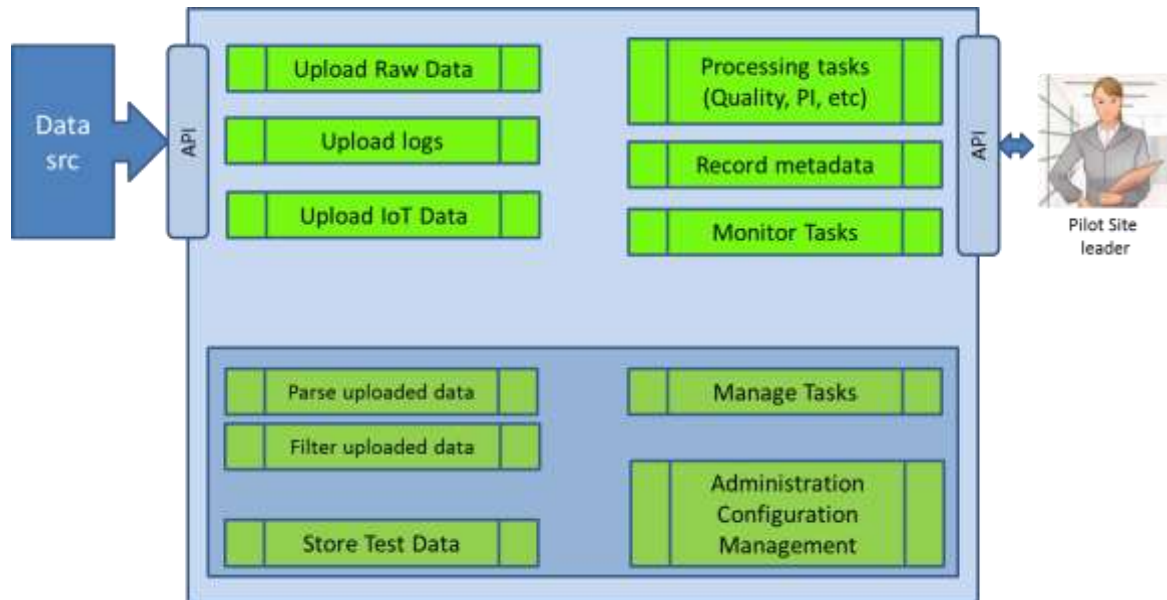 Data
src
API
Upload Raw Data
Upload logs
Upload IoT Data
Processing tasks
(Quality, PI, etc)
Record metadata
Monitor Tasks
API
Pilot Site
leader
Parse uploaded data
Filter uploaded data
Store Test Data
Manage Tasks
Administration
Configuration
Management